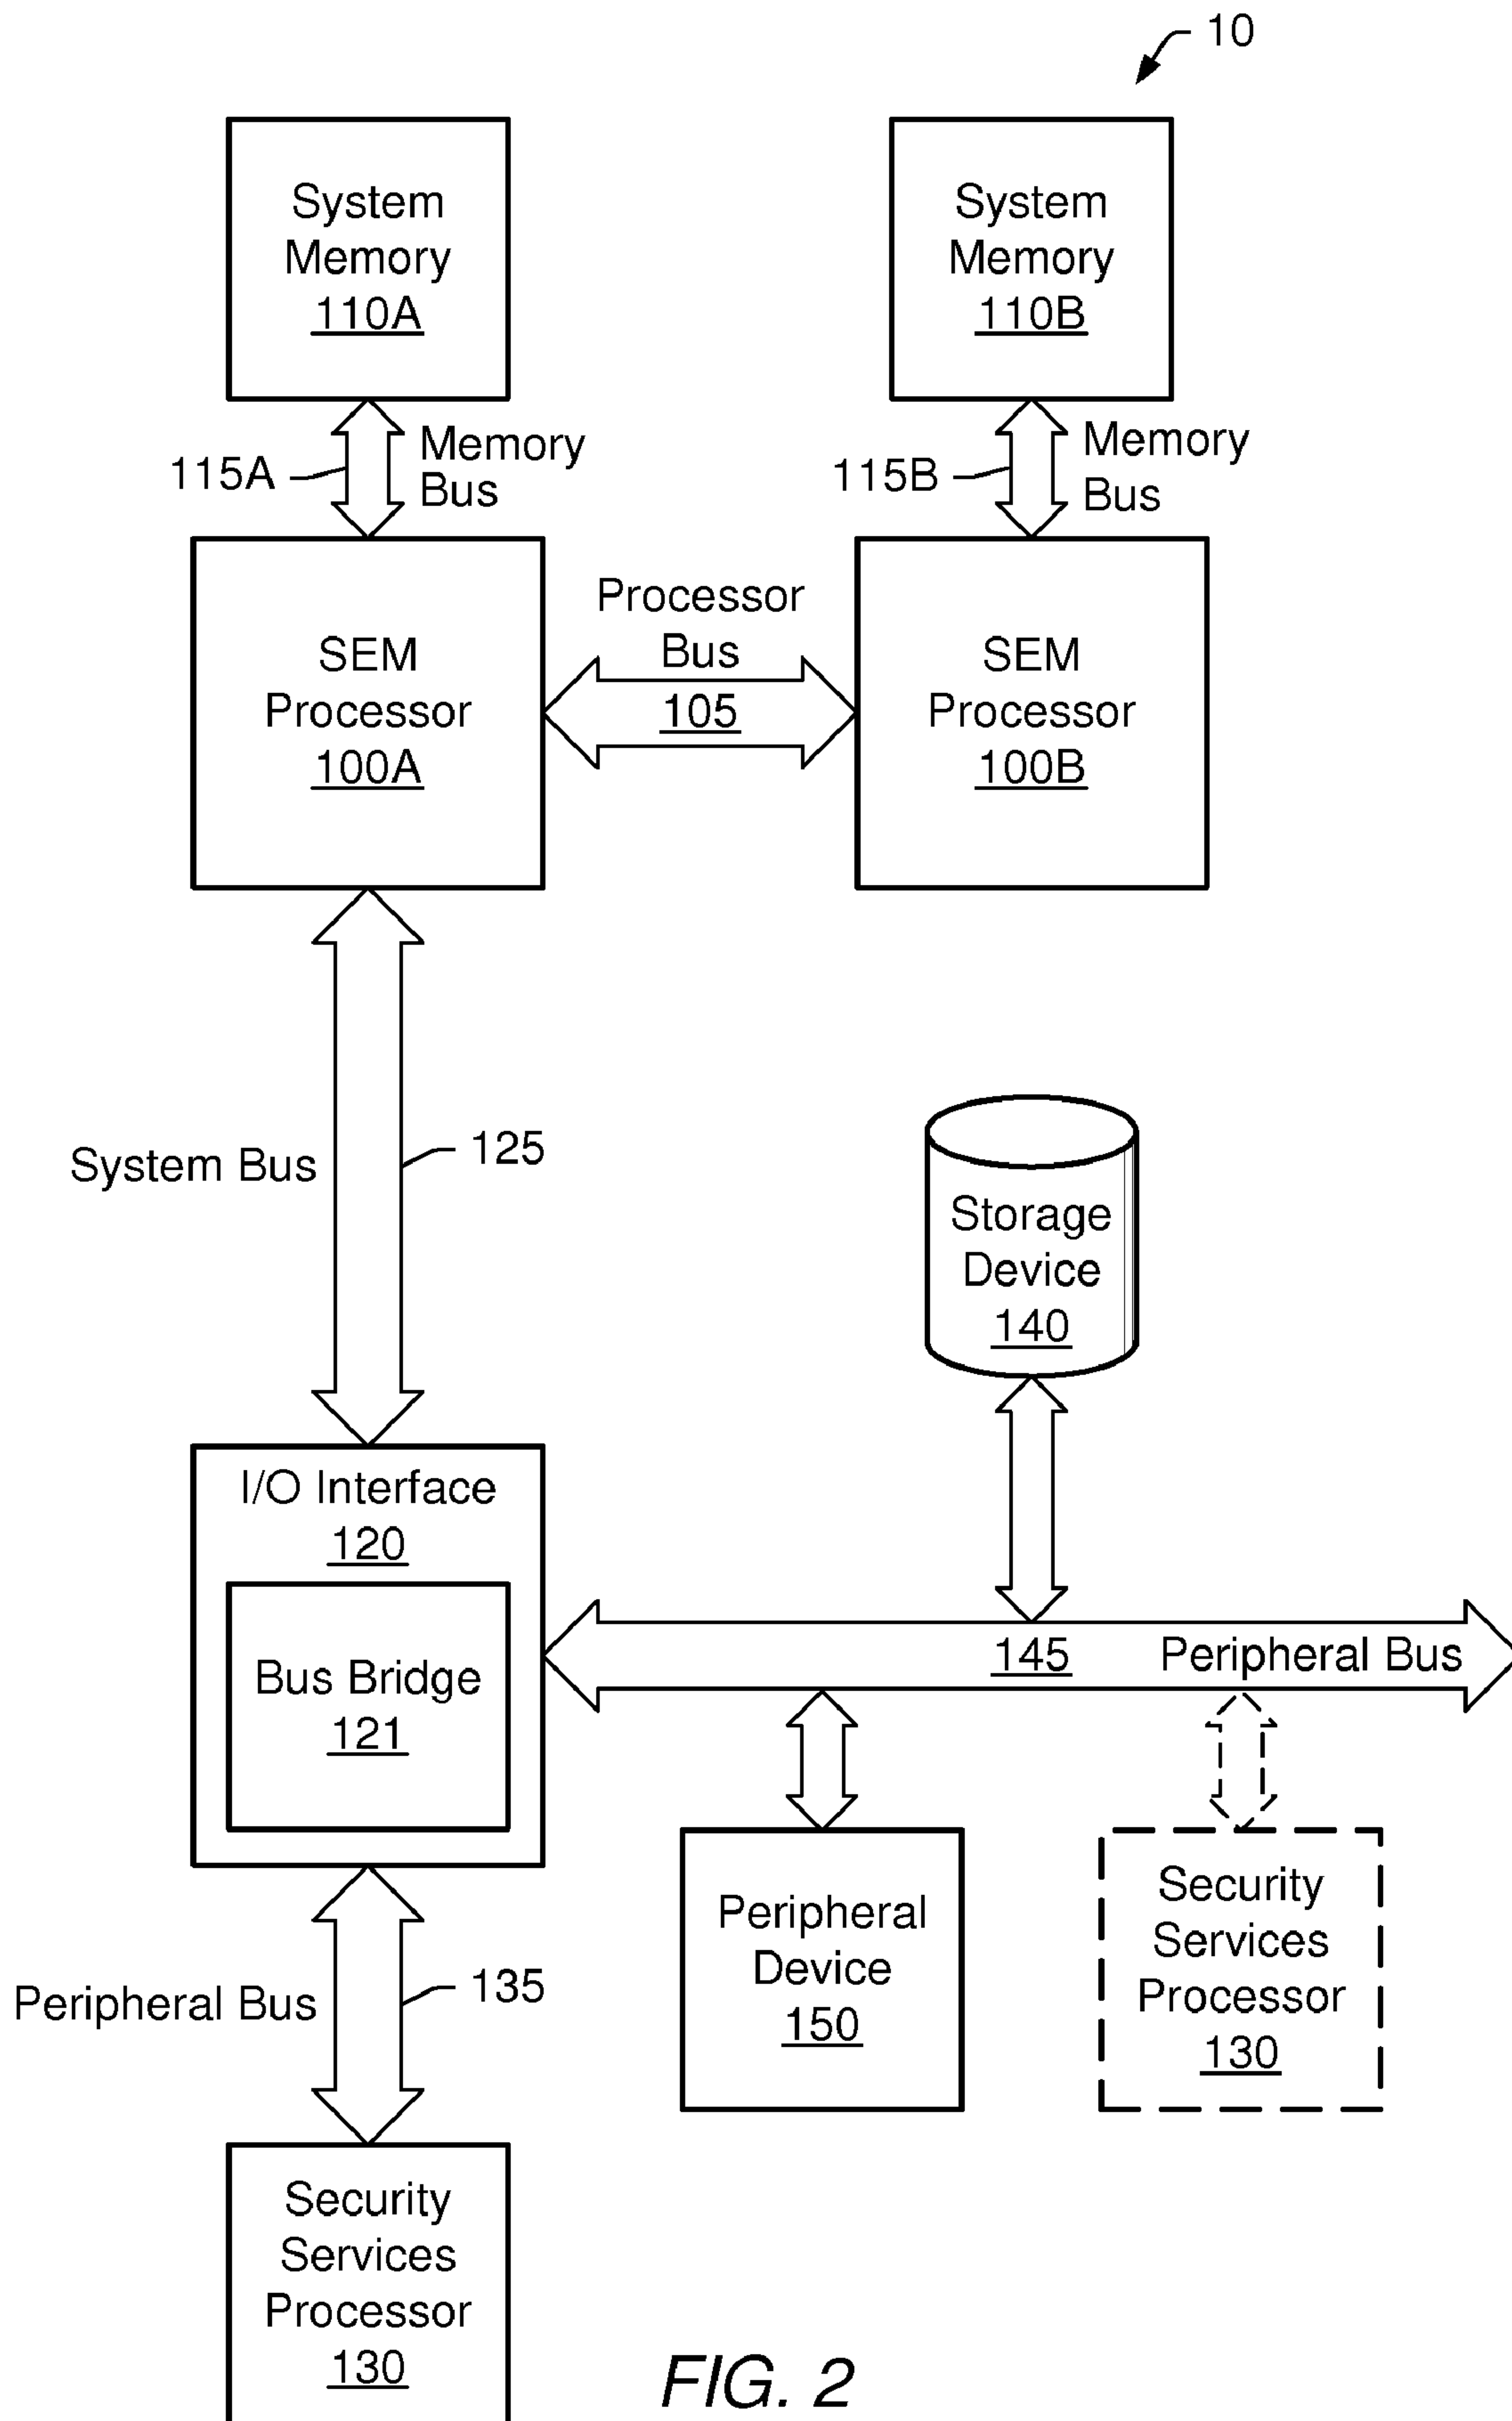 10
System
Memory
110A
System
Memory
110B
115A
Memory
Bus
115B
Memory
Bus
SEM
Processor
100A
Processor
Bus
105
SEM
Processor
100B
System Bus
125
Storage
Device
140
I/O Interface
120
Bus Bridge
121
145
Peripheral Bus
Peripheral Bus
135
Peripheral
Device
150
Security
Services
Processor
130
Security
Services
Processor
130
FIG. 2